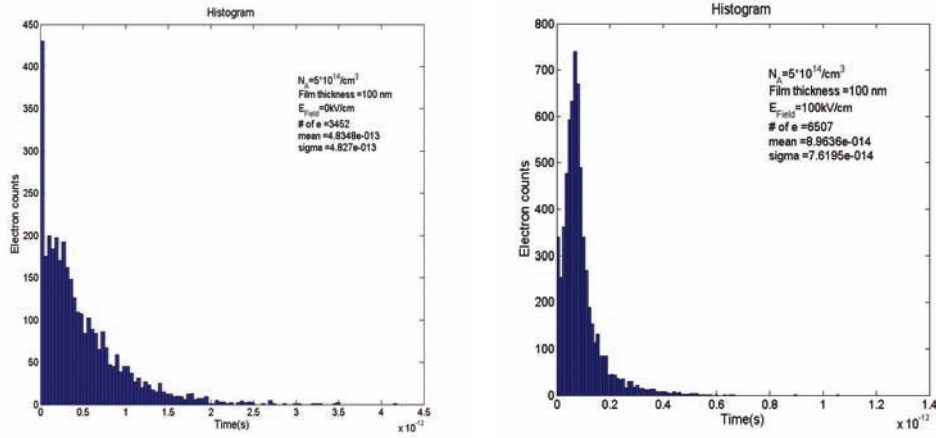 Histogram
450
400
350
300
250
200
150
100
50
0
Electron counts
N_A=5*10^14/cm^3
Film thickness =100 nm
E_Field=0kV/cm
# of e =3452
mean =4.8348e-013
sigma =4.827e-013
0 0.5 1 1.5 2 2.5 3 3.5 4 4.5
Time(s)
x 10^-12
Histogram
800
700
600
500
400
300
200
100
0
Electron counts
N_A=5*10^14/cm^3
Film thickness =100 nm
E_Field=100kV/cm
# of e =6507
mean =8.9636e-014
sigma =7.6195e-014
0 0.2 0.4 0.6 0.8 1 1.2 1.4
Time(s)
x 10^-12